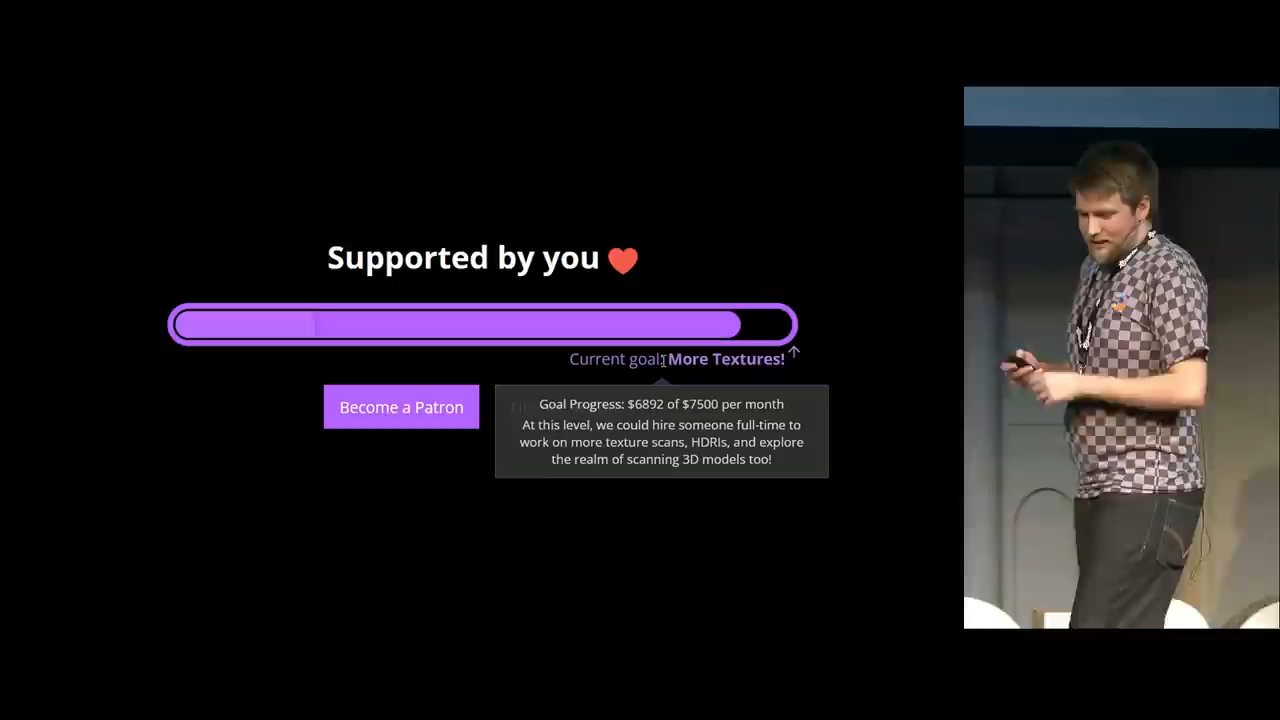 Supported by you ❤️
Current goal: More Textures! ↑
Become a Patron
Goal Progress: $6892 of $7500 per month
At this level, we could hire someone full-time to
work on more texture scans, HDRIs, and explore
the realm of scanning 3D models too!